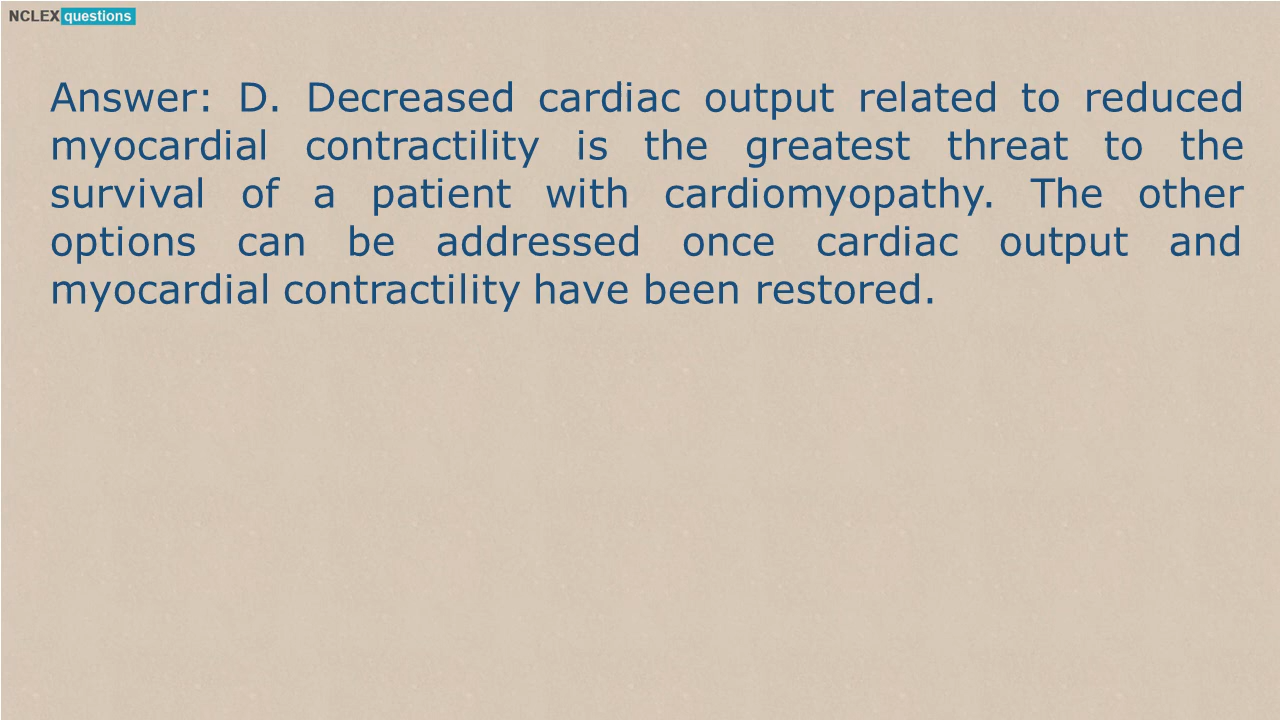 NCLEX questions
Answer: D. Decreased cardiac output related to reduced
myocardial contractility is the greatest threat to the
survival of a patient with cardiomyopathy. The other
options can be addressed once cardiac output and
myocardial contractility have been restored.